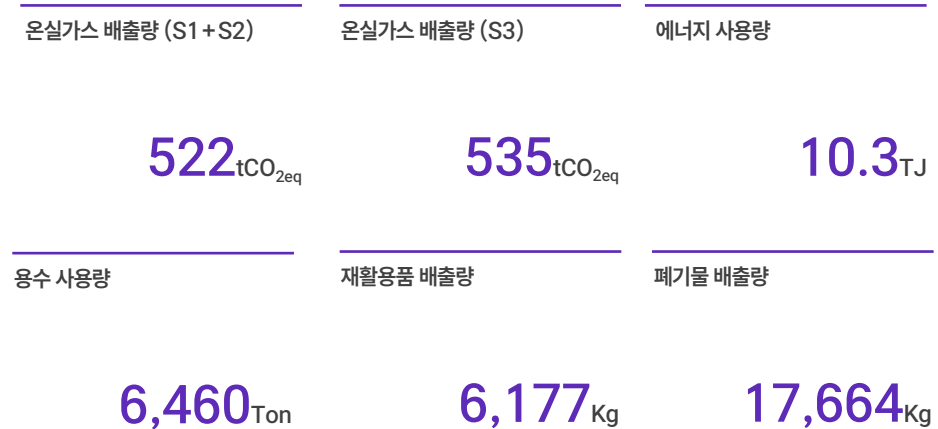 온실가스 배출량 (S1+S2)
온실가스 배출량 (S3)
에너지 사용량
522tCO2eq
535tCO2eq
10.3TJ
용수 사용량
재활용품 배출량
폐기물 배출량
6,460Ton
6,177Kg
17,664Kg